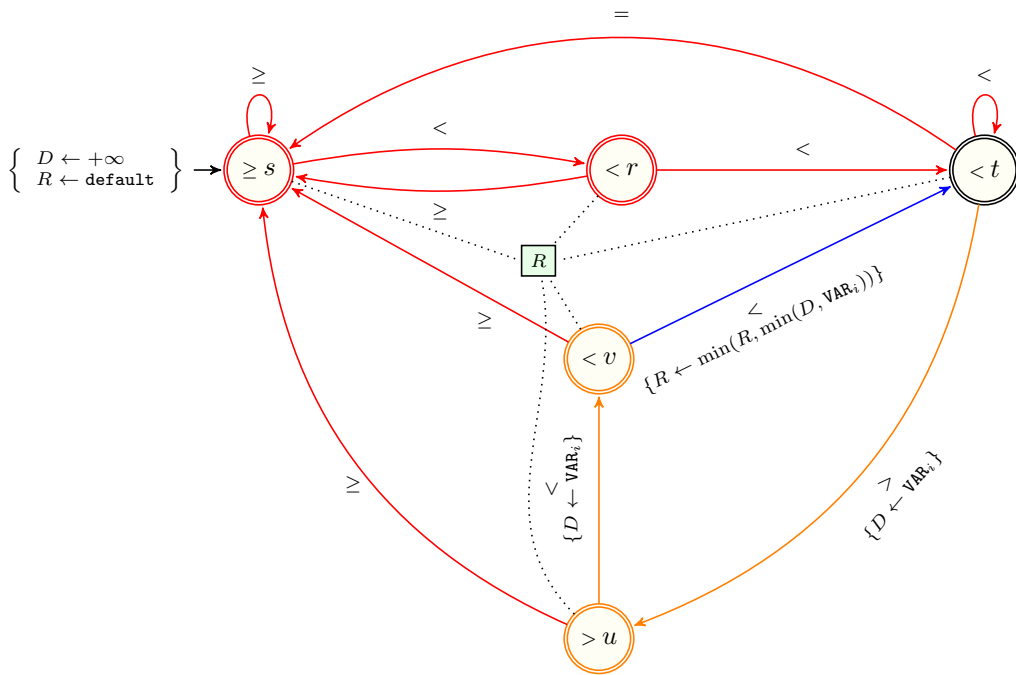 =
≥
<
D ← +∞
R ← default
≥ s
<
< r
<
< t
≥
R
≥
< v
<
{R ← min(R, min(D, VAR_i))}
>
{D ← VAR_i}
<
{D ← VAR_i}
≥
> u